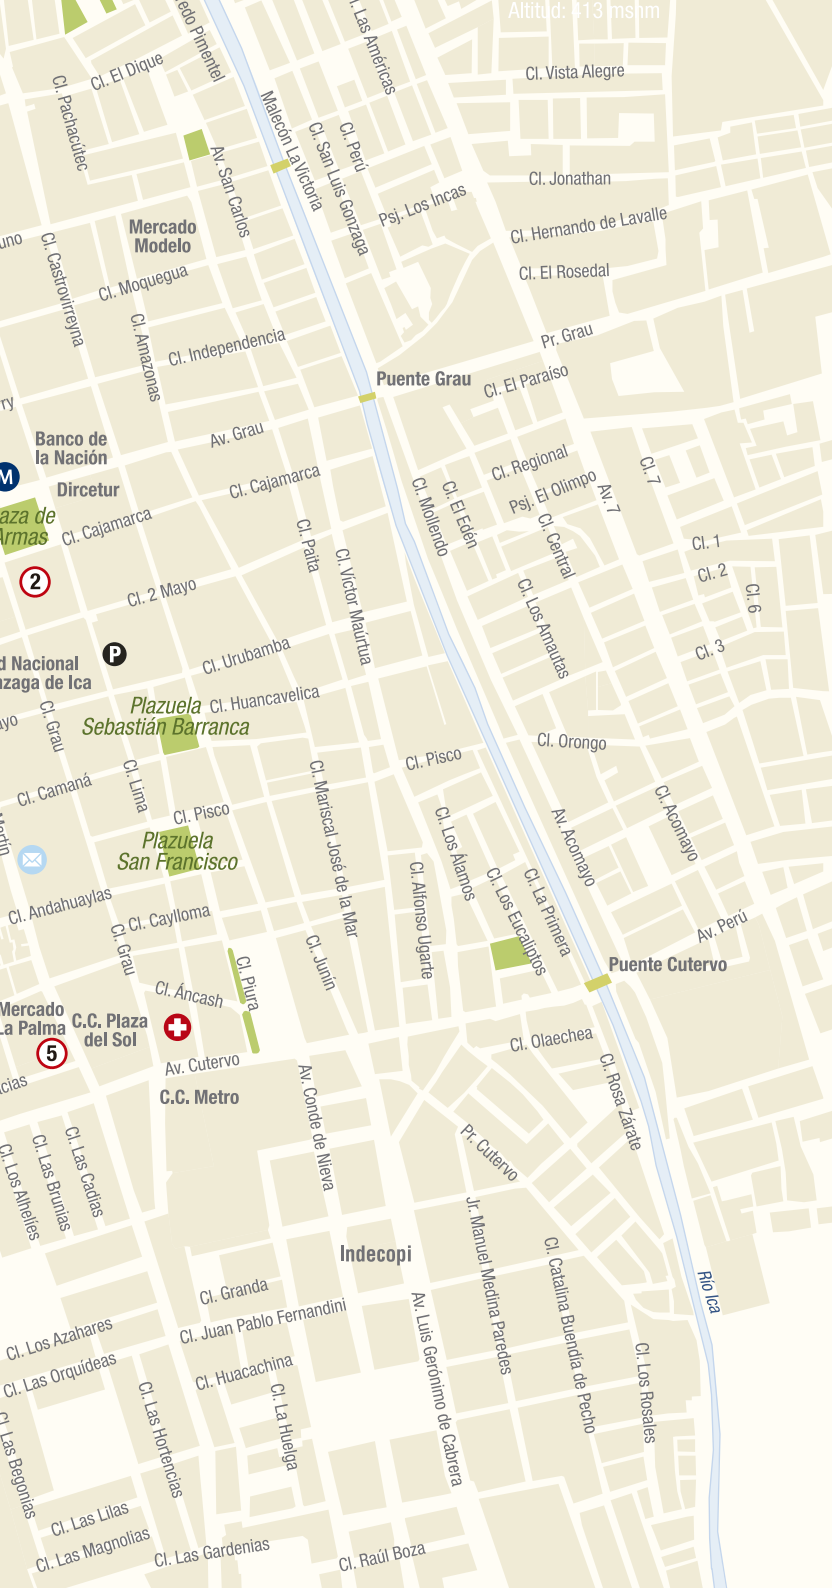 Altitud: 413 msnm
Cl. Las Américas
Cl. El Dique
Cl. Vista Alegre
Cl. Pachacútec
Malecón La Victoria
Cl. Perú
Cl. San Luis Gonzaga
Av. San Carlos
Cl. Jonathan
Psj. Los Incas
Cl. Hernando de Lavalle
Mercado
Modelo
Cl. Castrovirreyna
Cl. Moquegua
Cl. El Rosedal
Cl. Amazonas
Cl. Independencia
Pr. Grau
Puente Grau
Cl. El Paraíso
Av. Grau
Banco de
la Nación
Cl. Regional
Cl. 7
M
Dircetur
Cl. Cajamarca
Cl. Mollendo
Cl. El Edén
Psj. El Olimpo
Av. 7
Armas
Cl. Cajamarca
Cl. Paita
Cl. Central
Cl. 1
Cl. 2
2
Cl. 2 Mayo
Cl. Víctor Maúrtua
Cl. Los Amautas
Cl. 6
P
Cl. Urubamba
Cl. 3
d Nacional
nzaga de Ica
Cl. Huancavelica
Plazuela
Sebastián Barranca
Cl. Grau
Cl. Orongo
Cl. Pisco
Cl. Camaná
Cl. Lima
Cl. Mariscal José de la Mar
Cl. Pisco
Cl. Los Álamos
Av. Acomayo
Cl. Acomayo
Plazuela
San Francisco
Cl. Alfonso Ugarte
Cl. Los Eucaliptos
Cl. La Primera
Cl. Andahuaylas
Cl. Caylloma
Av. Perú
Cl. Grau
Cl. Junín
Cl. Piura
Puente Cutervo
Cl. Áncash
Mercado
La Palma
C.C. Plaza
del Sol
5
Cl. Olaechea
Av. Cutervo
C.C. Metro
Av. Conde de Nieva
Cl. Rosa Zárate
Pr. Cutervo
Cl. Los Alhelíes
Cl. Las Brunias
Cl. Las Cadias
Indecopi
Jr. Manuel Medina Paredes
Cl. Catalina Buendía de Pecho
Río Ica
Cl. Granda
Cl. Juan Pablo Fernandini
Av. Luis Gerónimo de Cabrera
Cl. Los Azahares
Cl. Las Orquídeas
Cl. Huacachina
Cl. Los Rosales
Cl. Las Begonias
Cl. Las Hortencias
Cl. La Huelga
Cl. Las Lilas
Cl. Las Magnolias
Cl. Las Gardenias
Cl. Raúl Boza